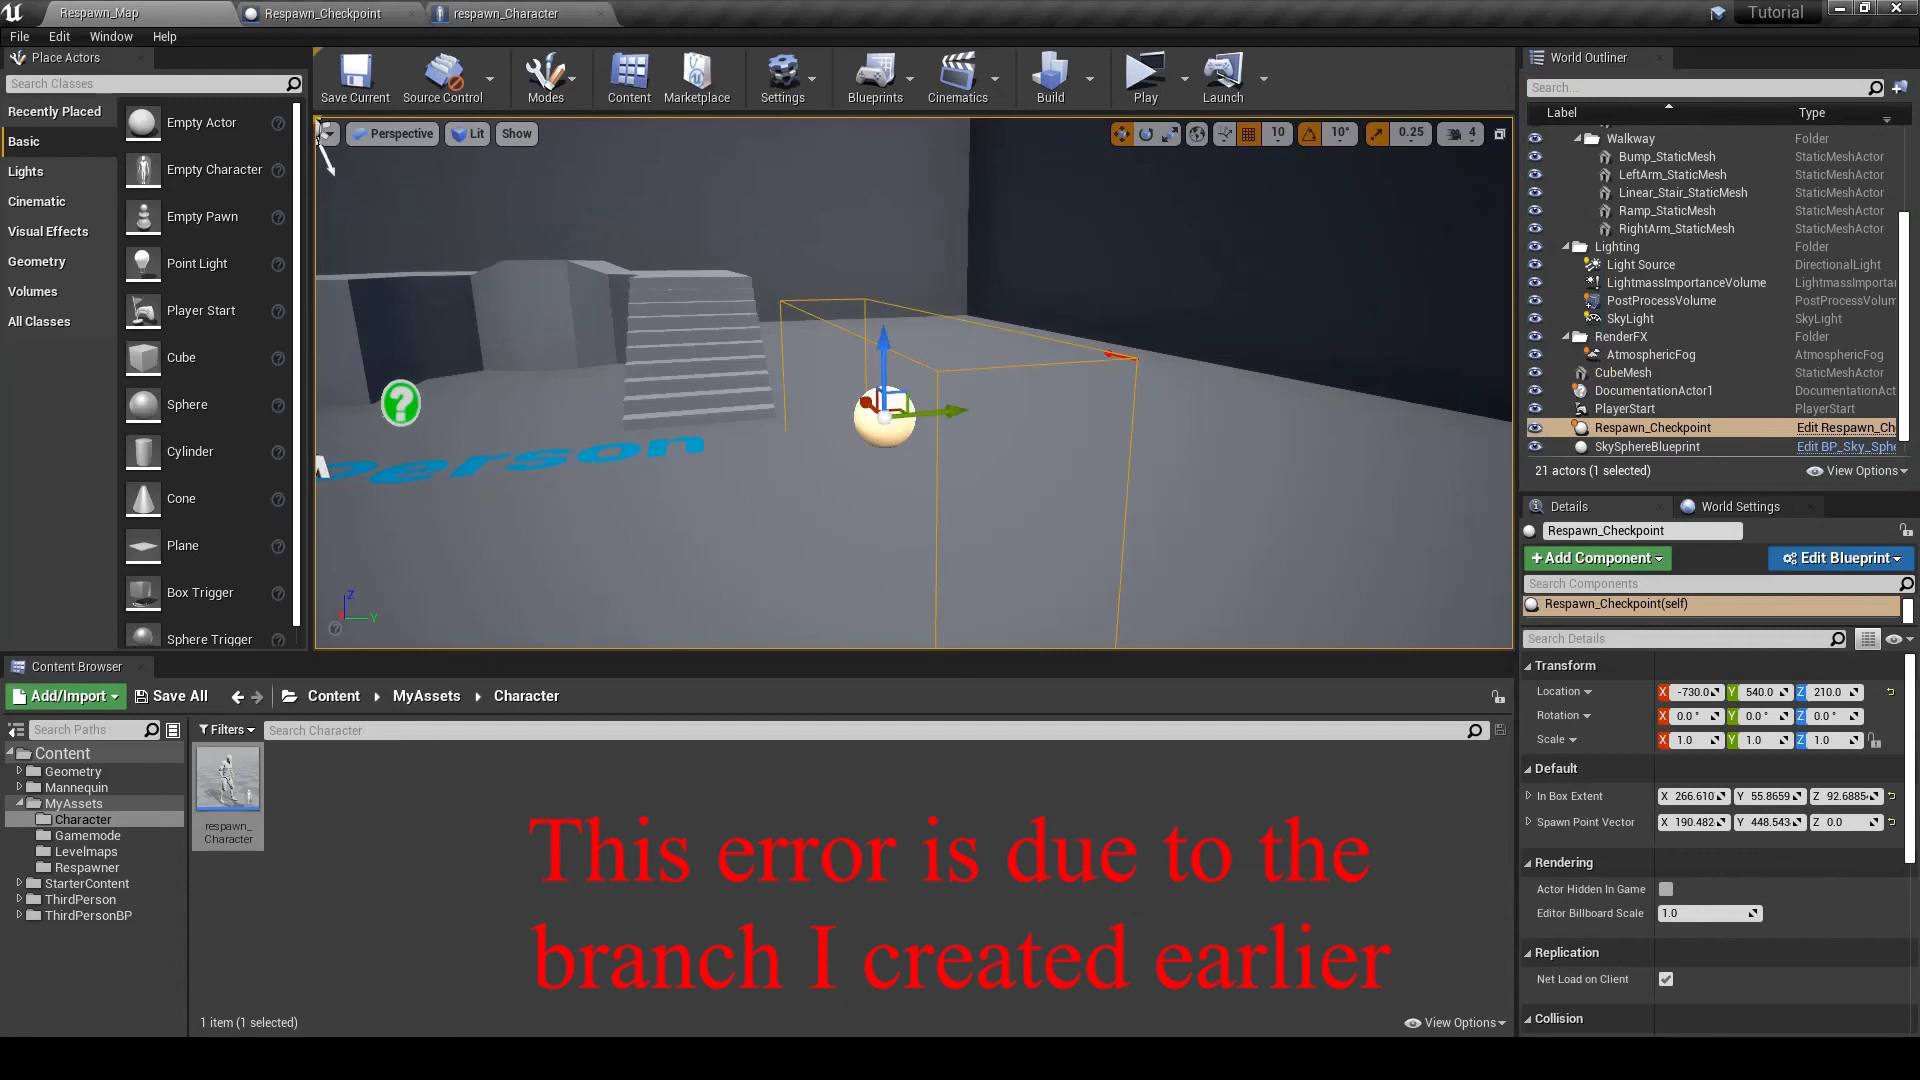 Respawn_Map
Respawn_Checkpoint
respawn_Character
Tutorial
File Edit Window Help
Place Actors
Search Classes
Recently Placed
Basic
Lights
Cinematic
Visual Effects
Geometry
Volumes
All Classes
Empty Actor
Empty Character
Empty Pawn
Point Light
Player Start
Cube
Sphere
Cylinder
Cone
Plane
Box Trigger
Sphere Trigger
Save Current
Source Control
Modes
Content
Marketplace
Settings
Blueprints
Cinematics
Build
Play
Launch
Perspective
Lit
Show
10
10°
0.25
4
person
Z
Y
World Outliner
Search...
Label Type
Walkway Folder
Bump_StaticMesh StaticMeshActor
LeftArm_StaticMesh StaticMeshActor
Linear_Stair_StaticMesh StaticMeshActor
Ramp_StaticMesh StaticMeshActor
RightArm_StaticMesh StaticMeshActor
Lighting Folder
Light Source DirectionalLight
LightmassImportanceVolume LightmassImporta
PostProcessVolume PostProcessVolum
SkyLight SkyLight
RenderFX Folder
AtmosphericFog AtmosphericFog
CubeMesh StaticMeshActor
DocumentationActor1 DocumentationAct
PlayerStart PlayerStart
Respawn_Checkpoint Edit Respawn_Ch
SkySphereBlueprint Edit BP_Sky_Sphe
21 actors (1 selected)
View Options
Details
World Settings
Respawn_Checkpoint
+Add Component
Edit Blueprint
Search Components
Respawn_Checkpoint(self)
Search Details
Transform
Location X -730.0 Y 540.0 Z 210.0
Rotation X 0.0° Y 0.0° Z 0.0°
Scale X 1.0 Y 1.0 Z 1.0
Default
In Box Extent X 266.610 Y 55.8659 Z 92.6885
Spawn Point Vector X 190.482 Y 448.543 Z 0.0
Rendering
Actor Hidden In Game
Editor Billboard Scale 1.0
Replication
Net Load on Client
Collision
Content Browser
Add/Import
Save All
Content
MyAssets
Character
Search Paths
Filters
Search Character
Content
Geometry
Mannequin
MyAssets
Character
Gamemode
Levelmaps
Respawner
StarterContent
ThirdPerson
ThirdPersonBP
respawn_
Character
This error is due to the
branch I created earlier
1 item (1 selected)
View Options